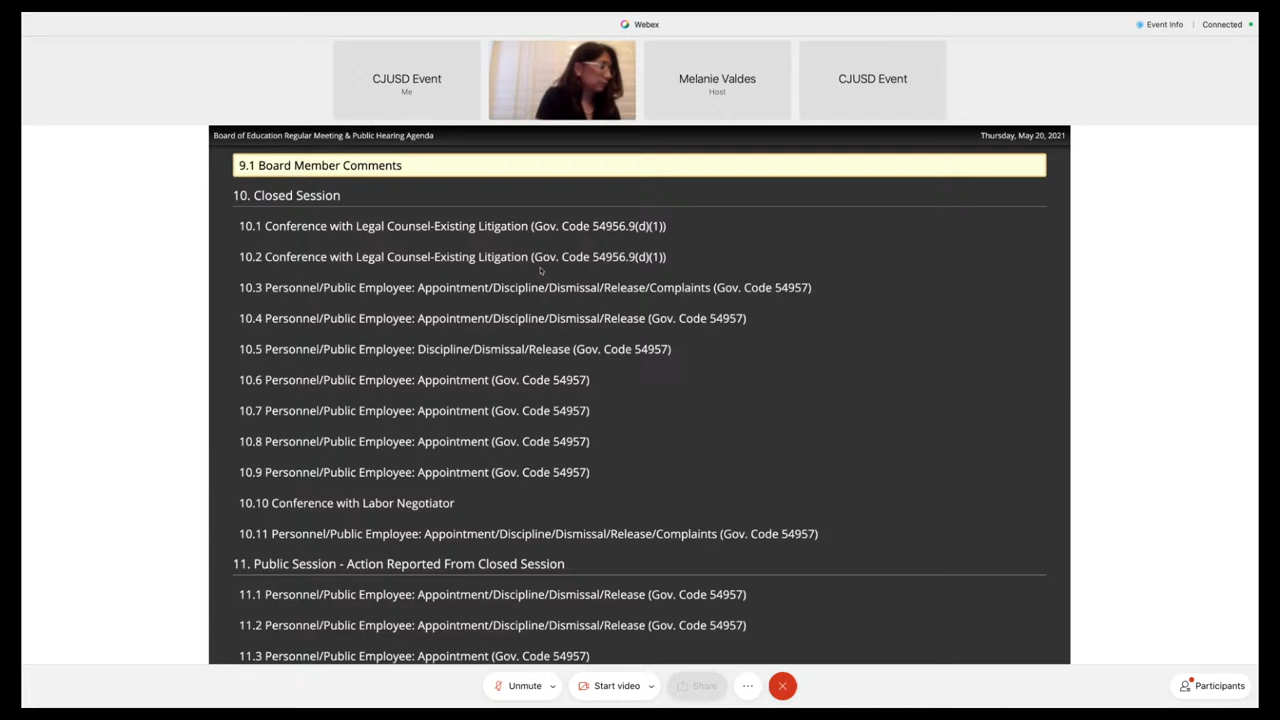 Webex
Event Info
Connected
CJUSD Event
Me
Melanie Valdes
Host
CJUSD Event
Board of Education Regular Meeting & Public Hearing Agenda
Thursday, May 20, 2021
9.1 Board Member Comments
10. Closed Session
10.1 Conference with Legal Counsel-Existing Litigation (Gov. Code 54956.9(d)(1))
10.2 Conference with Legal Counsel-Existing Litigation (Gov. Code 54956.9(d)(1))
10.3 Personnel/Public Employee: Appointment/Discipline/Dismissal/Release/Complaints (Gov. Code 54957)
10.4 Personnel/Public Employee: Appointment/Discipline/Dismissal/Release (Gov. Code 54957)
10.5 Personnel/Public Employee: Discipline/Dismissal/Release (Gov. Code 54957)
10.6 Personnel/Public Employee: Appointment (Gov. Code 54957)
10.7 Personnel/Public Employee: Appointment (Gov. Code 54957)
10.8 Personnel/Public Employee: Appointment (Gov. Code 54957)
10.9 Personnel/Public Employee: Appointment (Gov. Code 54957)
10.10 Conference with Labor Negotiator
10.11 Personnel/Public Employee: Appointment/Discipline/Dismissal/Release/Complaints (Gov. Code 54957)
11. Public Session - Action Reported From Closed Session
11.1 Personnel/Public Employee: Appointment/Discipline/Dismissal/Release (Gov. Code 54957)
11.2 Personnel/Public Employee: Appointment/Discipline/Dismissal/Release (Gov. Code 54957)
11.3 Personnel/Public Employee: Appointment (Gov. Code 54957)
Unmute
Start video
Share
Participants